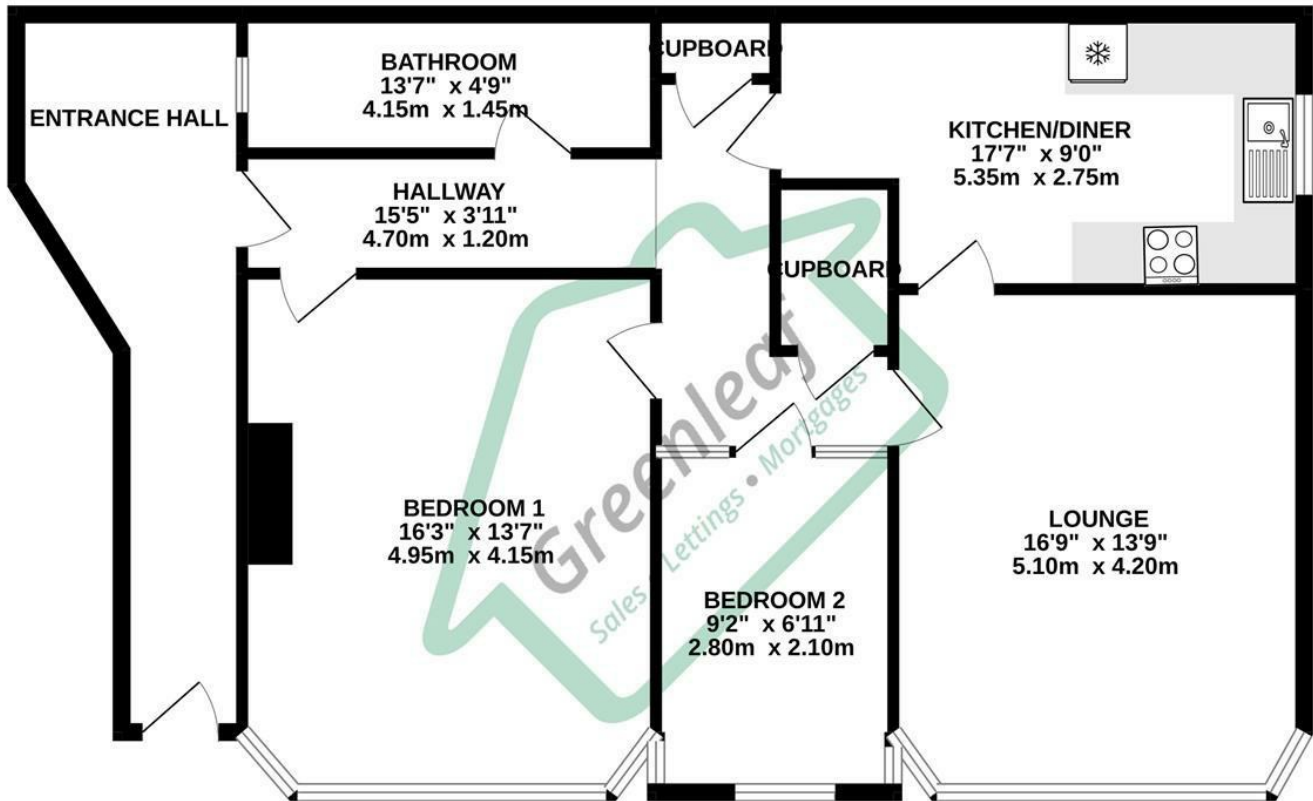 ENTRANCE HALL
BATHROOM
13'7" x 4'9"
4.15m x 1.45m
CUPBOARD
KITCHEN/DINER
17'7" x 9'0"
5.35m x 2.75m
HALLWAY
15'5" x 3'11"
4.70m x 1.20m
CUPBOARD
BEDROOM 1
16'3" x 13'7"
4.95m x 4.15m
BEDROOM 2
9'2" x 6'11"
2.80m x 2.10m
LOUNGE
16'9" x 13'9"
5.10m x 4.20m
Greenleaf
Sales . Lettings . Mortgages